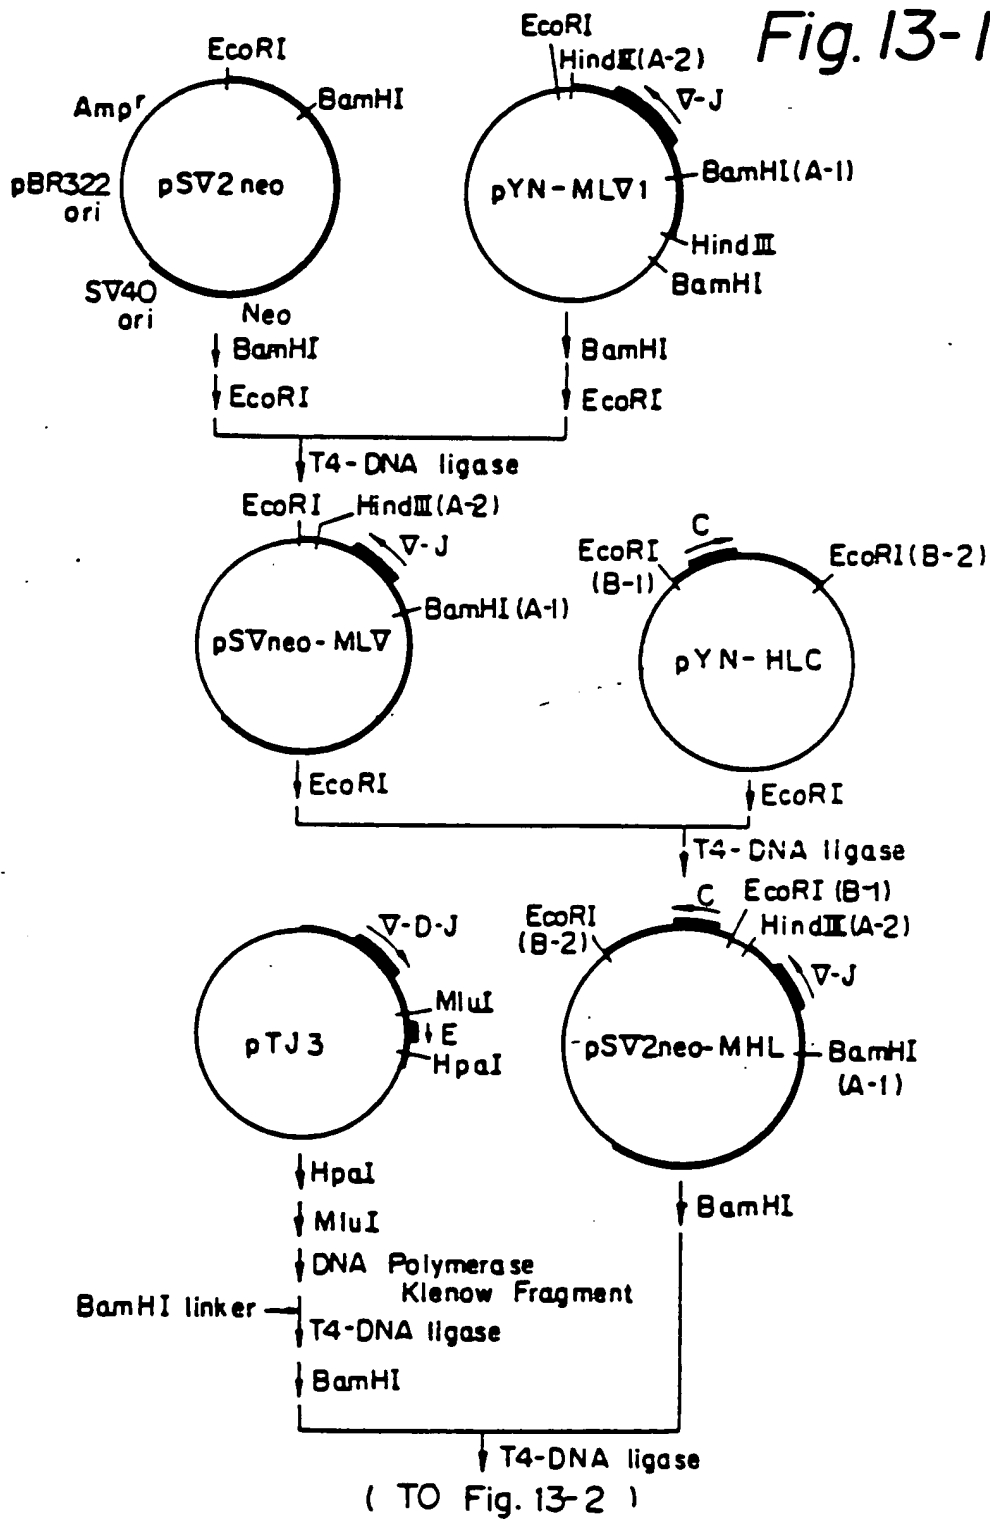 Fig. 13-1
EcoRI
Amp r
BamHI
pBR322
ori
pSV2neo
SV40
ori
Neo
EcoRI
HindIII(A-2)
V-J
pYN-MLV1
BamHI(A-1)
HindIII
BamHI
BamHI
EcoRI
BamHI
EcoRI
T4-DNA ligase
EcoRI
HindIII(A-2)
V-J
BamHI(A-1)
pSVneo-MLV
C
EcoRI
(B-1)
EcoRI(B-2)
pYN-HLC
EcoRI
EcoRI
T4-DNA ligase
V-D-J
MluI
E
HpaI
pTJ3
C
EcoRI (B-1)
EcoRI
(B-2)
HindIII(A-2)
V-J
pSV2neo-MHL
BamHI
(A-1)
HpaI
MluI
DNA Polymerase
Klenow Fragment
BamHI linker
T4-DNA ligase
BamHI
BamHI
T4-DNA ligase
( TO Fig. 13-2 )